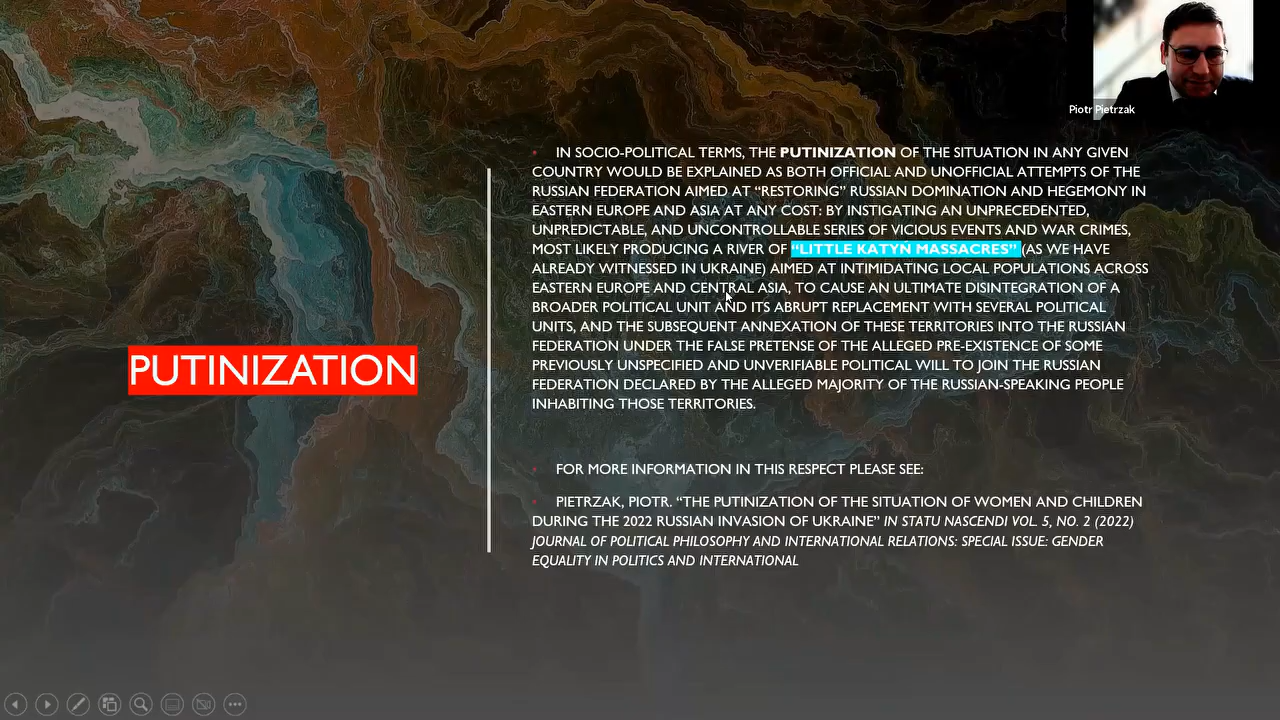 Piotr Pietrzak
PUTINIZATION
IN SOCIO-POLITICAL TERMS, THE PUTINIZATION OF THE SITUATION IN ANY GIVEN
COUNTRY WOULD BE EXPLAINED AS BOTH OFFICIAL AND UNOFFICIAL ATTEMPTS OF THE
RUSSIAN FEDERATION AIMED AT “RESTORING” RUSSIAN DOMINATION AND HEGEMONY IN
EASTERN EUROPE AND ASIA AT ANY COST: BY INSTIGATING AN UNPRECEDENTED,
UNPREDICTABLE, AND UNCONTROLLABLE SERIES OF VICIOUS EVENTS AND WAR CRIMES,
MOST LIKELY PRODUCING A RIVER OF “LITTLE KATYN MASSACRES” (AS WE HAVE
ALREADY WITNESSED IN UKRAINE) AIMED AT INTIMIDATING LOCAL POPULATIONS ACROSS
EASTERN EUROPE AND CENTRAL ASIA, TO CAUSE AN ULTIMATE DISINTEGRATION OF A
BROADER POLITICAL UNIT AND ITS ABRUPT REPLACEMENT WITH SEVERAL POLITICAL
UNITS, AND THE SUBSEQUENT ANNEXATION OF THESE TERRITORIES INTO THE RUSSIAN
FEDERATION UNDER THE FALSE PRETENSE OF THE ALLEGED PRE-EXISTENCE OF SOME
PREVIOUSLY UNSPECIFIED AND UNVERIFIABLE POLITICAL WILL TO JOIN THE RUSSIAN
FEDERATION DECLARED BY THE ALLEGED MAJORITY OF THE RUSSIAN-SPEAKING PEOPLE
INHABITING THOSE TERRITORIES.
FOR MORE INFORMATION IN THIS RESPECT PLEASE SEE:
PIETRZAK, PIOTR. “THE PUTINIZATION OF THE SITUATION OF WOMEN AND CHILDREN
DURING THE 2022 RUSSIAN INVASION OF UKRAINE” IN STATU NASCENDI VOL. 5, NO. 2 (2022)
JOURNAL OF POLITICAL PHILOSOPHY AND INTERNATIONAL RELATIONS: SPECIAL ISSUE: GENDER
EQUALITY IN POLITICS AND INTERNATIONAL